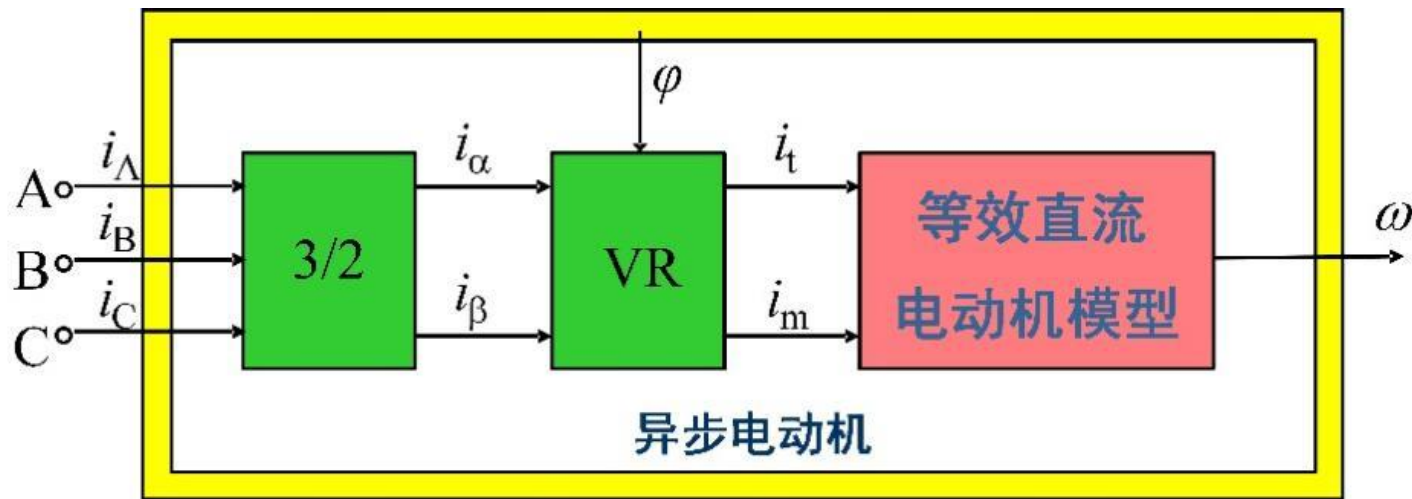 φ
A i_A
i_α
i_t
B i_B
3/2
VR
等效直流
电动机模型
ω
C i_C
i_β
i_m
异步电动机